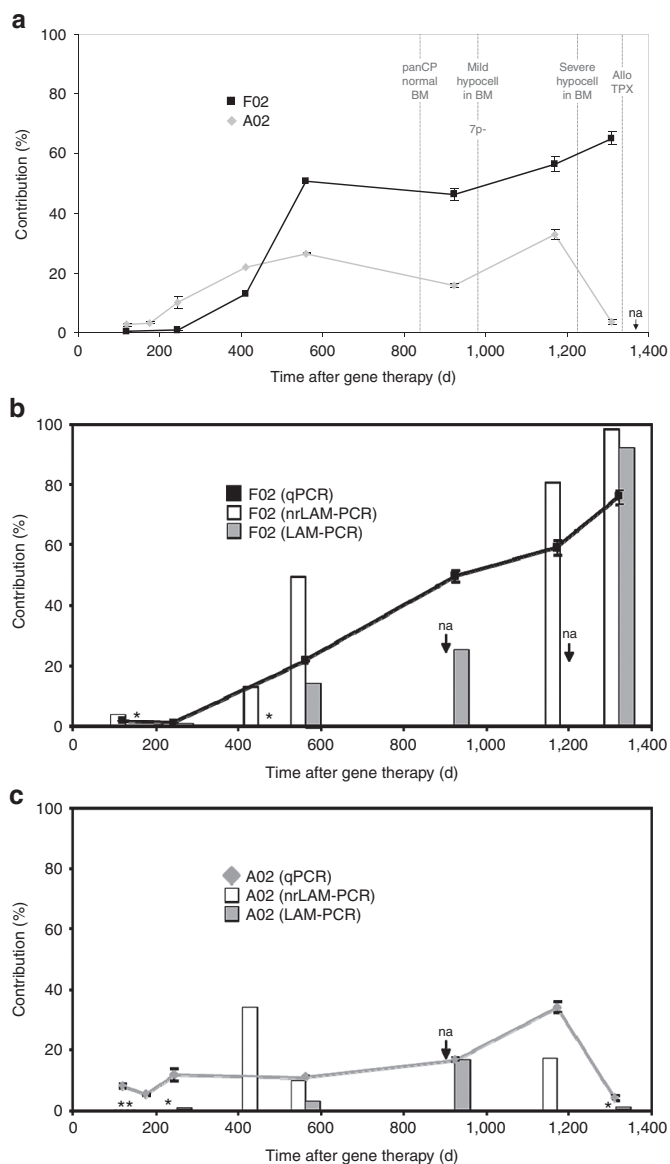 a
100
80
60
40
20
0
Contribution (%)
F02
A02
panCP
normal
BM
Mild
hypocell
in BM
7p-
Severe
hypocell
in BM
Allo
TPX
na
0
200
400
600
800
1,000
1,200
1,400
Time after gene therapy (d)
b
100
80
60
40
20
0
Contribution (%)
F02 (qPCR)
F02 (nrLAM-PCR)
F02 (LAM-PCR)
*
*
na
na
0
200
400
600
800
1,000
1,200
1,400
Time after gene therapy (d)
c
100
80
60
40
20
0
Contribution (%)
A02 (qPCR)
A02 (nrLAM-PCR)
A02 (LAM-PCR)
**
*
na
*
0
200
400
600
800
1,000
1,200
1,400
Time after gene therapy (d)